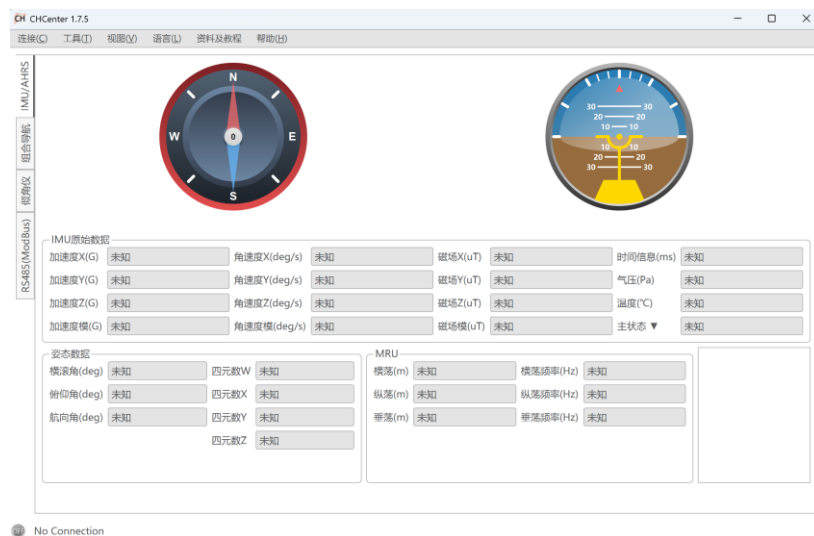 CH CHCenter 1.7.5
连接(C) 工具(T) 视图(V) 语言(L) 资料及教程 帮助(H)
IMU/AHRS
组合导航
倾角仪
RS485(ModBus)
N
W 0 E
S
30 30
20 20
10 10
10 10
20 20
30 30
IMU原始数据
加速度X(G) 未知 角速度X(deg/s) 未知 磁场X(uT) 未知 时间信息(ms) 未知
加速度Y(G) 未知 角速度Y(deg/s) 未知 磁场Y(uT) 未知 气压(Pa) 未知
加速度Z(G) 未知 角速度Z(deg/s) 未知 磁场Z(uT) 未知 温度(℃) 未知
加速度模(G) 未知 角速度模(deg/s) 未知 磁场模(uT) 未知 主状态 ▼ 未知
姿态数据 MRU
横滚角(deg) 未知 四元数W 未知 横荡(m) 未知 横荡频率(Hz) 未知
俯仰角(deg) 未知 四元数X 未知 纵荡(m) 未知 纵荡频率(Hz) 未知
航向角(deg) 未知 四元数Y 未知 垂荡(m) 未知 垂荡频率(Hz) 未知
四元数Z 未知
No Connection